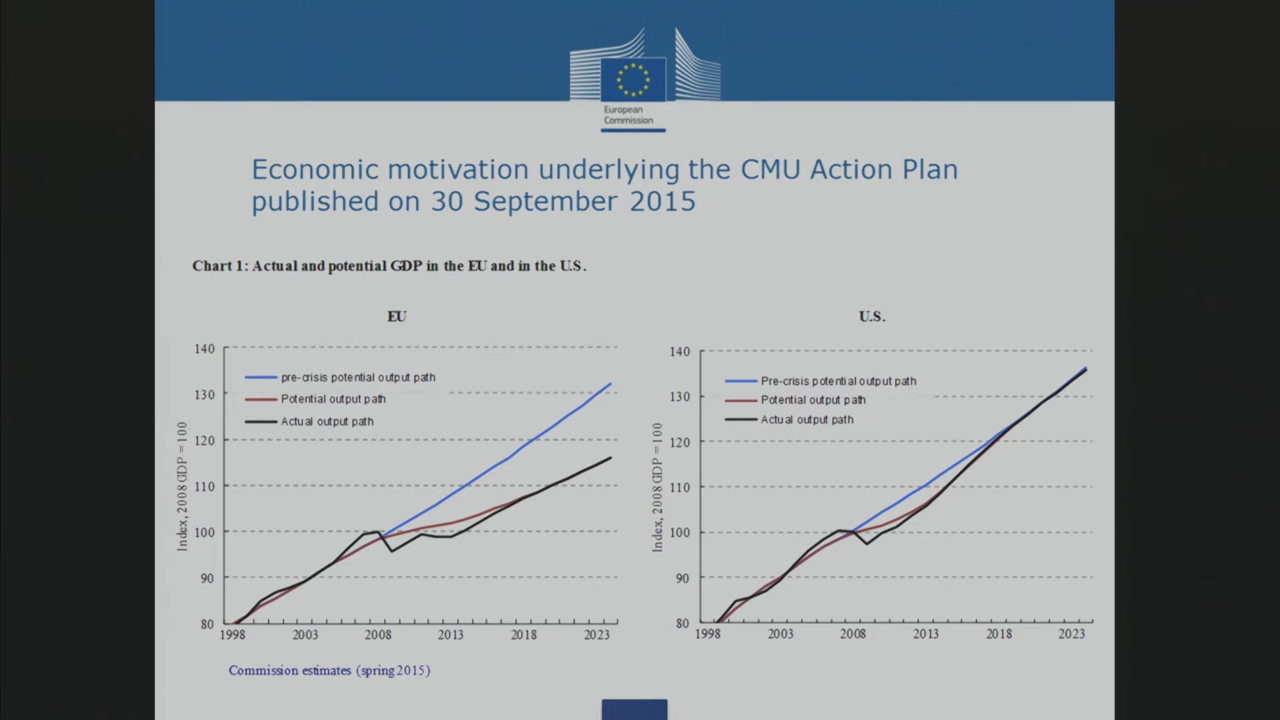 European
Commission
Economic motivation underlying the CMU Action Plan
published on 30 September 2015
Chart 1: Actual and potential GDP in the EU and in the U.S.
EU
Index, 2008 GDP = 100
140
130
120
110
100
90
80
pre-crisis potential output path
Potential output path
Actual output path
1998 2003 2008 2013 2018 2023
U.S.
Index, 2008 GDP = 100
140
130
120
110
100
90
80
Pre-crisis potential output path
Potential output path
Actual output path
1998 2003 2008 2013 2018 2023
Commission estimates (spring 2015)